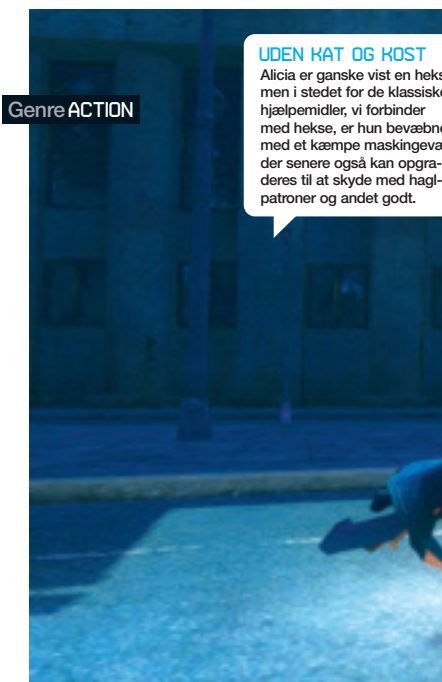 UDEN KAT OG KOST
Alicia er ganske vist en heks
men i stedet for de klassiske
hjælpemidler, vi forbinder
med hekse, er hun bevæbne
med et kæmpe maskingevæ
der senere også kan opgra-
deres til at skyde med hagl-
patroner og andet godt.
Genre ACTION